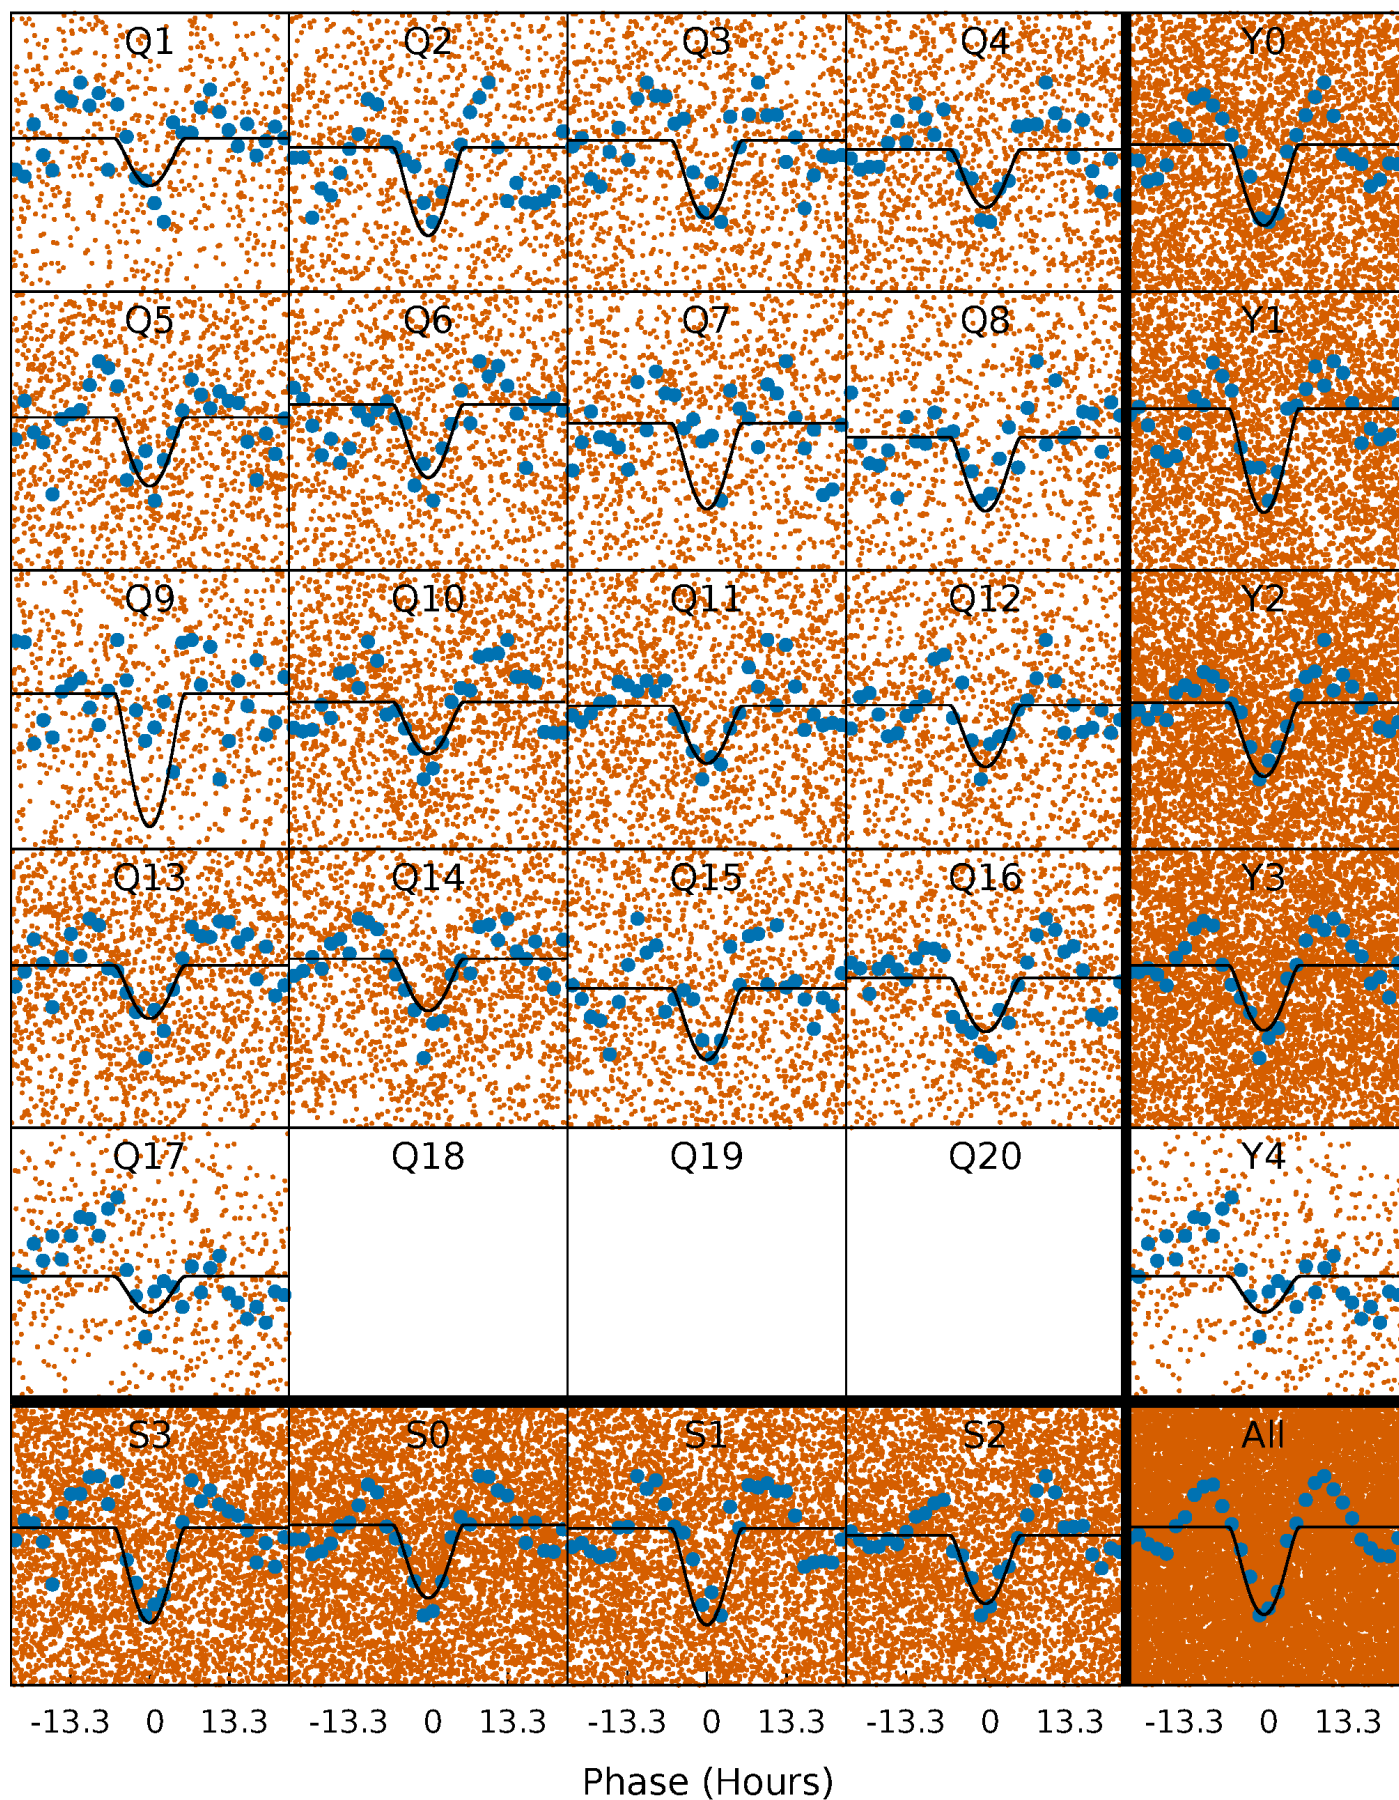 Q1 Q2 Q3 Q4 Y0
Q5 Q6 Q7 Q8 Y1
Q9 Q10 Q11 Q12 Y2
Q13 Q14 Q15 Q16 Y3
Q17 Q18 Q19 Q20 Y4
S3 S0 S1 S2 All
-13.3 0 13.3 -13.3 0 13.3 -13.3 0 13.3 -13.3 0 13.3 -13.3 0 13.3
Phase (Hours)